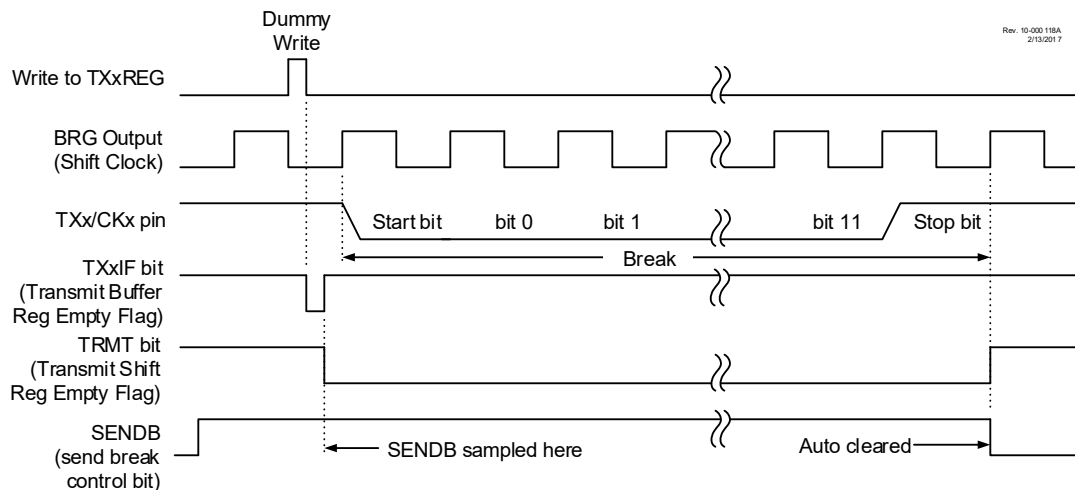 Dummy
Write
Rev. 10-000 118A
2/13/201 7
Write to TXxREG
BRG Output
(Shift Clock)
TXx/CKx pin
Start bit
bit 0
bit 1
bit 11
Stop bit
Break
TXxIF bit
(Transmit Buffer
Reg Empty Flag)
TRMT bit
(Transmit Shift
Reg Empty Flag)
SENDB
(send break
control bit)
SENDB sampled here
Auto cleared